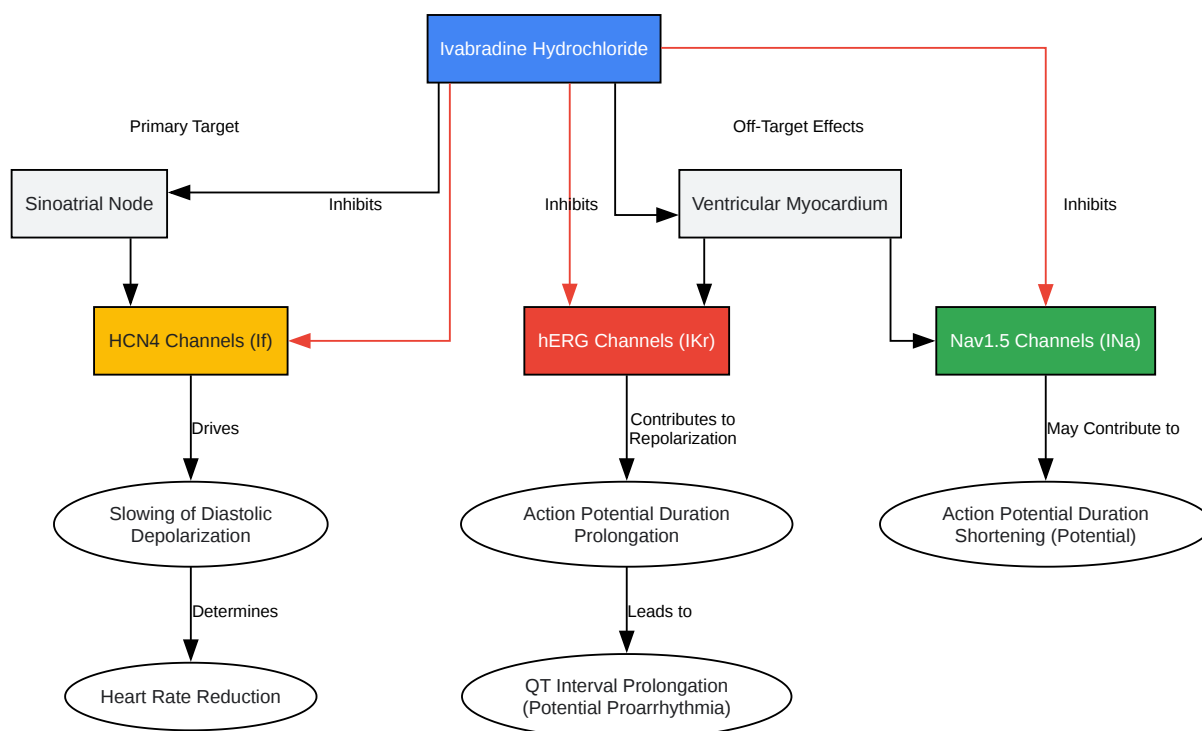 Ivabradine Hydrochloride
Primary Target
Off-Target Effects
Sinoatrial Node
Inhibits
Inhibits
Ventricular Myocardium
Inhibits
HCN4 Channels (If)
hERG Channels (IKr)
Nav1.5 Channels (INa)
Drives
Contributes to
Repolarization
May Contribute to
Slowing of Diastolic
Depolarization
Action Potential Duration
Prolongation
Action Potential Duration
Shortening (Potential)
Determines
Leads to
Heart Rate Reduction
QT Interval Prolongation
(Potential Proarrhythmia)